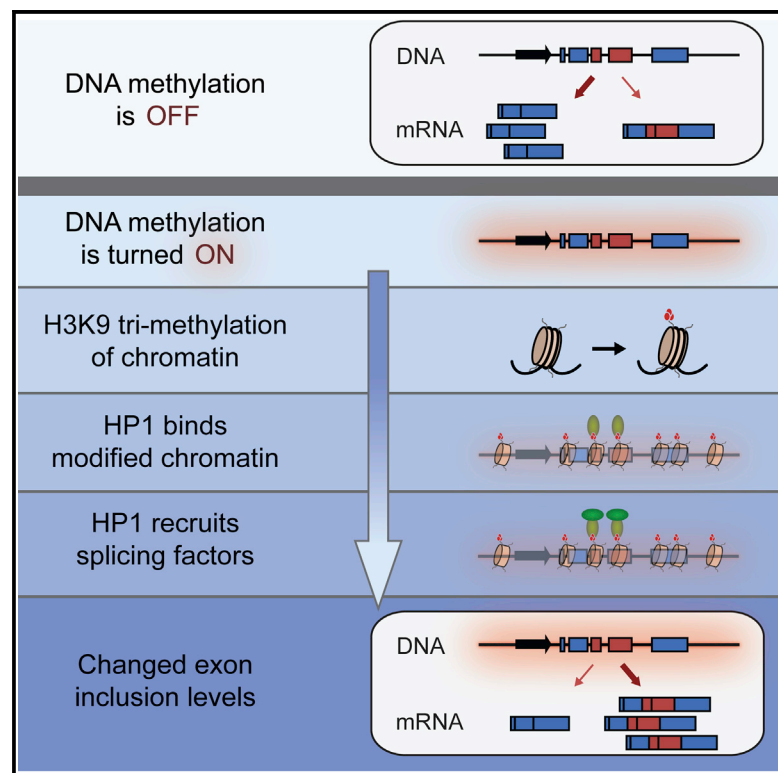 DNA methylation
is OFF
DNA
mRNA
DNA methylation
is turned ON
H3K9 tri-methylation
of chromatin
HP1 binds
modified chromatin
HP1 recruits
splicing factors
Changed exon
inclusion levels
DNA
mRNA